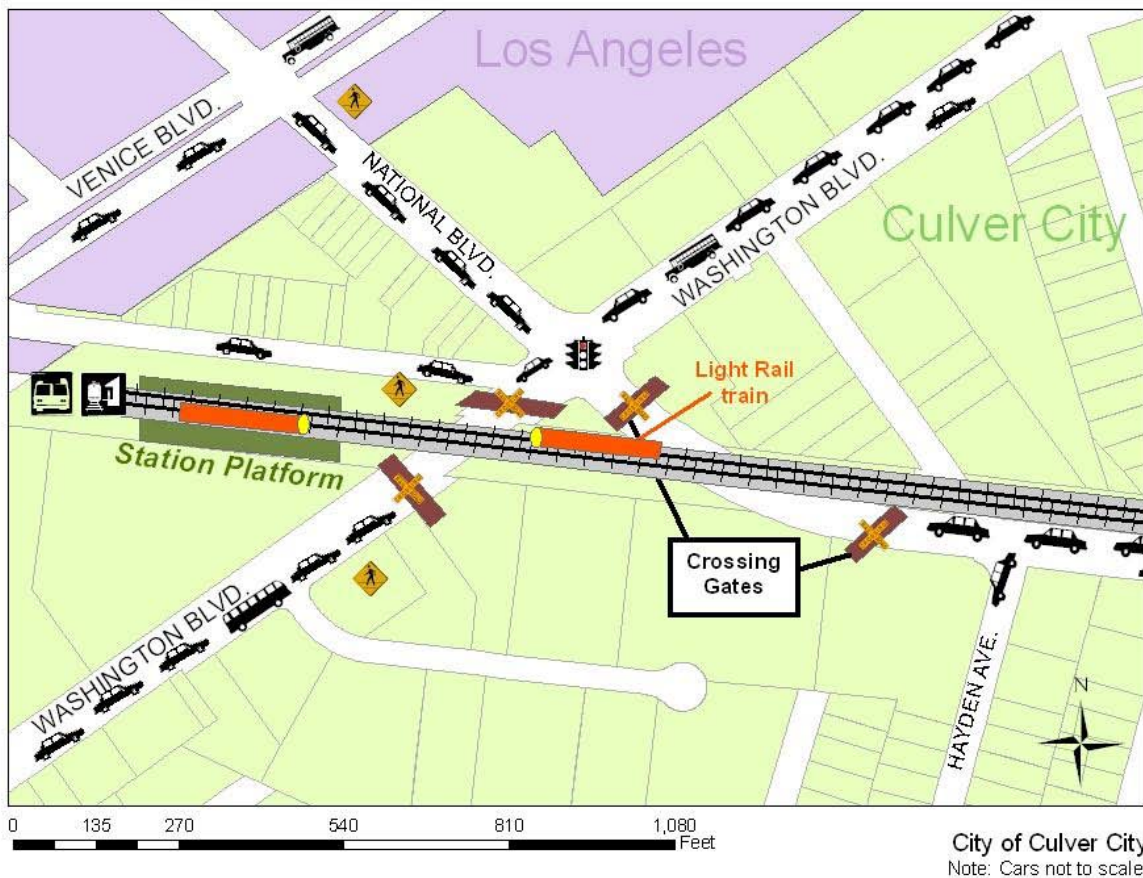 Los Angeles
VENICE BLVD.
NATIONAL BLVD.
WASHINGTON BLVD.
Culver City
Light Rail
train
Station Platform
Crossing
Gates
WASHINGTON BLVD.
HAYDEN AVE.
N
0 135 270 540 810 1,080
Feet
City of Culver City
Note: Cars not to scale